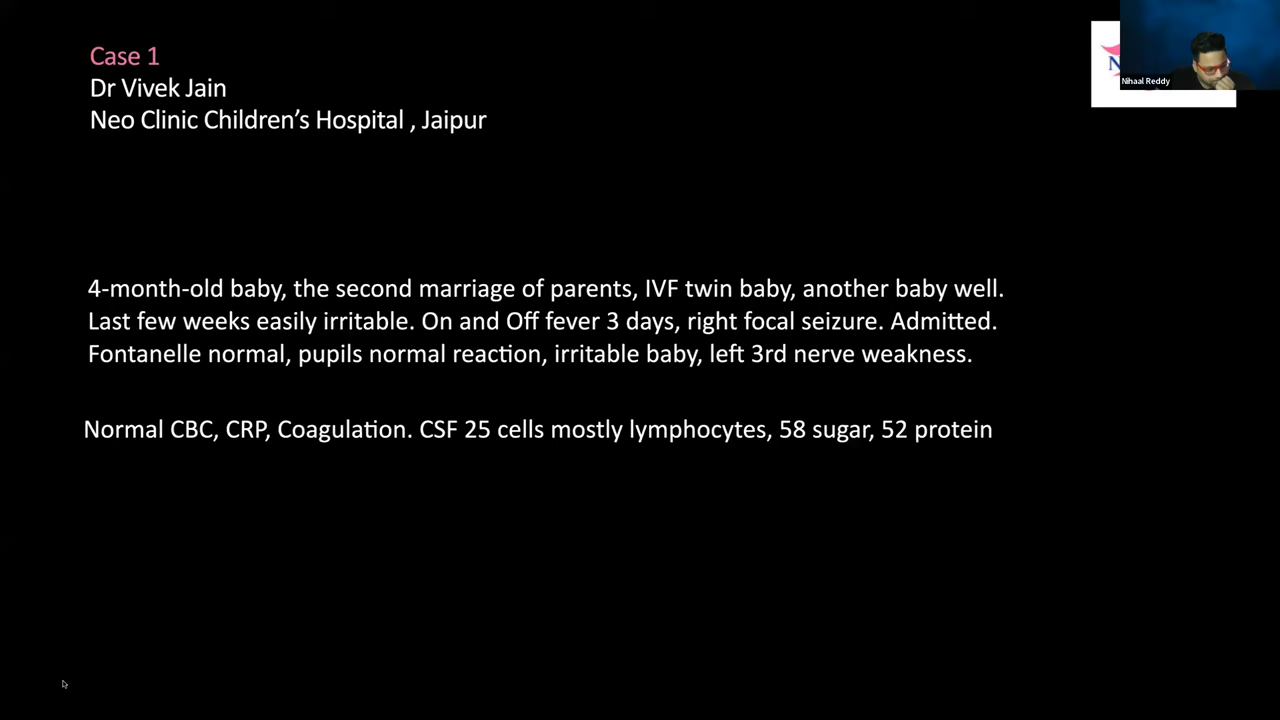 Case 1
Dr Vivek Jain
Neo Clinic Children's Hospital , Jaipur
N
Nihaal Reddy
4-month-old baby, the second marriage of parents, IVF twin baby, another baby well.
Last few weeks easily irritable. On and Off fever 3 days, right focal seizure. Admitted.
Fontanelle normal, pupils normal reaction, irritable baby, left 3rd nerve weakness.
Normal CBC, CRP, Coagulation. CSF 25 cells mostly lymphocytes, 58 sugar, 52 protein